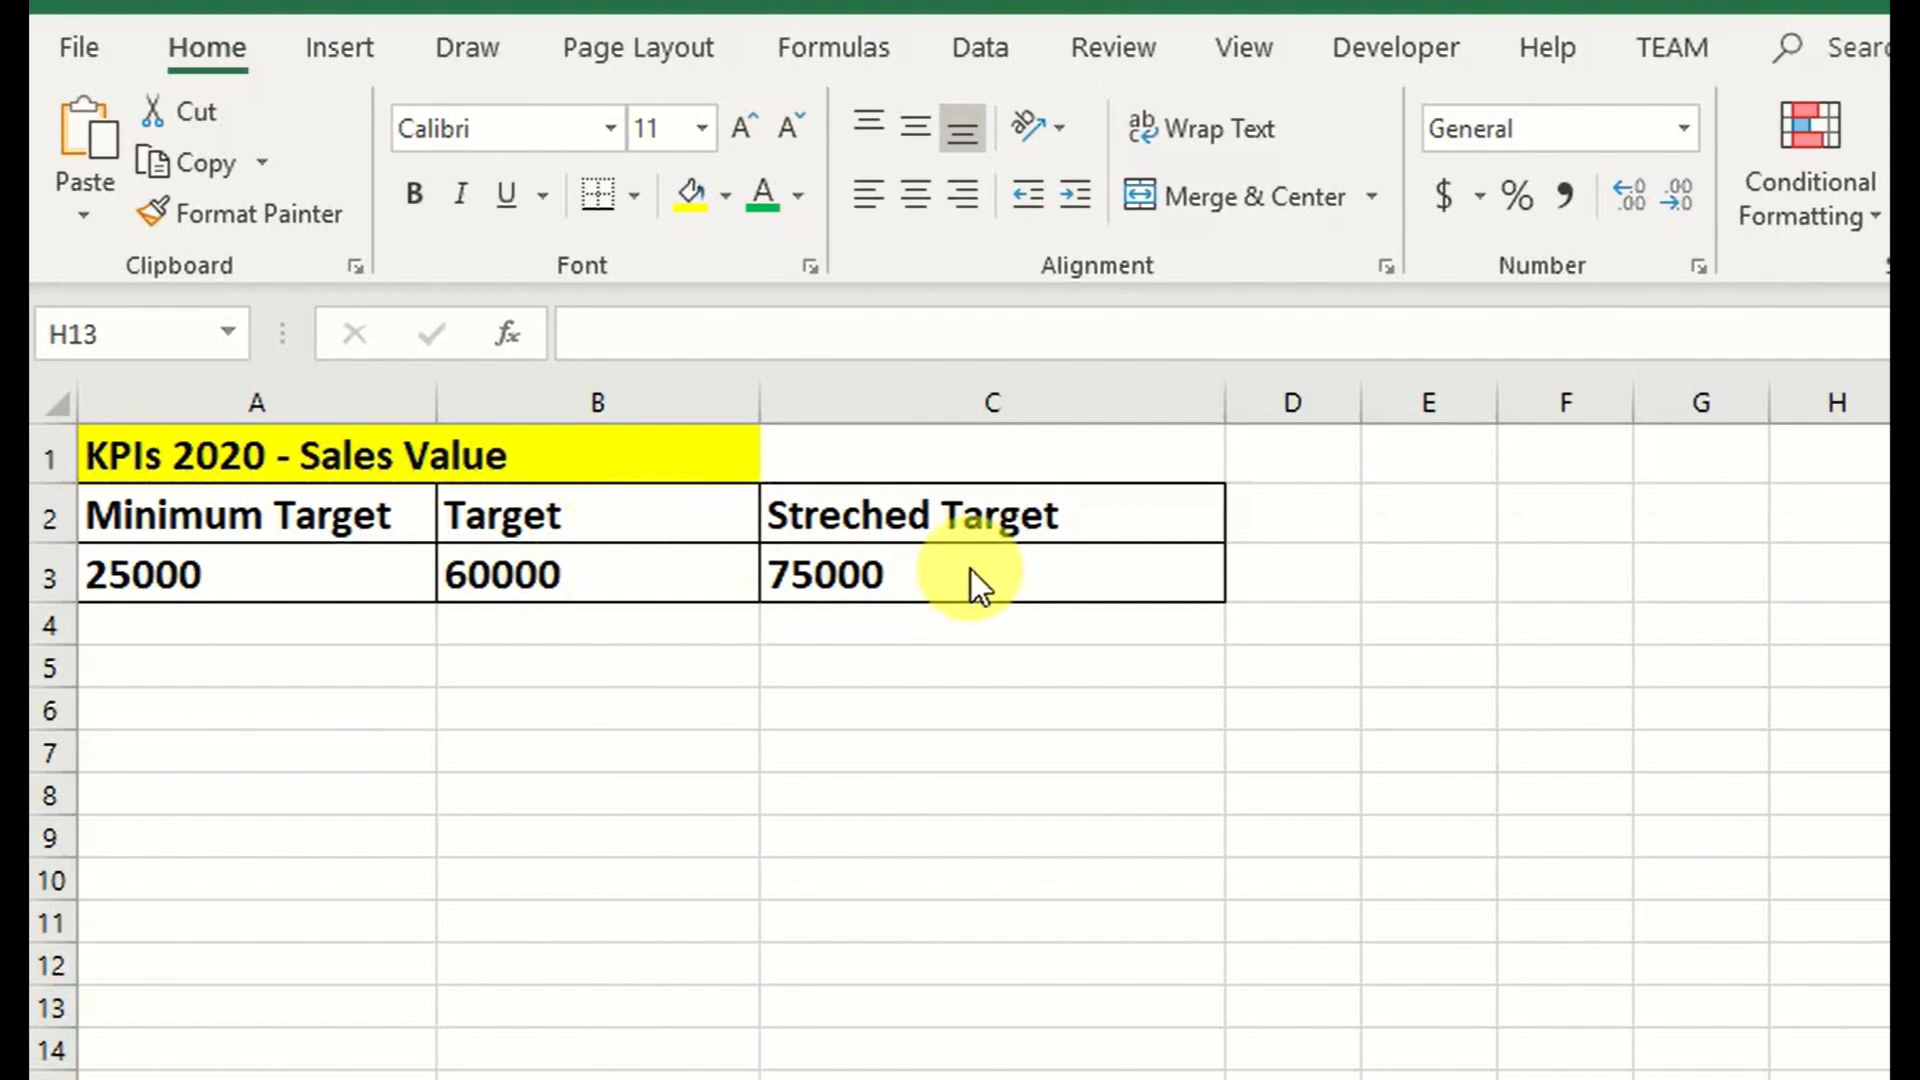 File Home Insert Draw Page Layout Formulas Data Review View Developer Help TEAM
Cut
Copy
Format Painter
Paste
Clipboard
Calibri 11
B I U
Font
Wrap Text
Merge & Center
Alignment
General
$ % ,
Number
Conditional
Formatting
H13 fx
A B C D E F G H
1 KPIs 2020 - Sales Value
2 Minimum Target Target Streched Target
3 25000 60000 75000
4
5
6
7
8
9
10
11
12
13
14